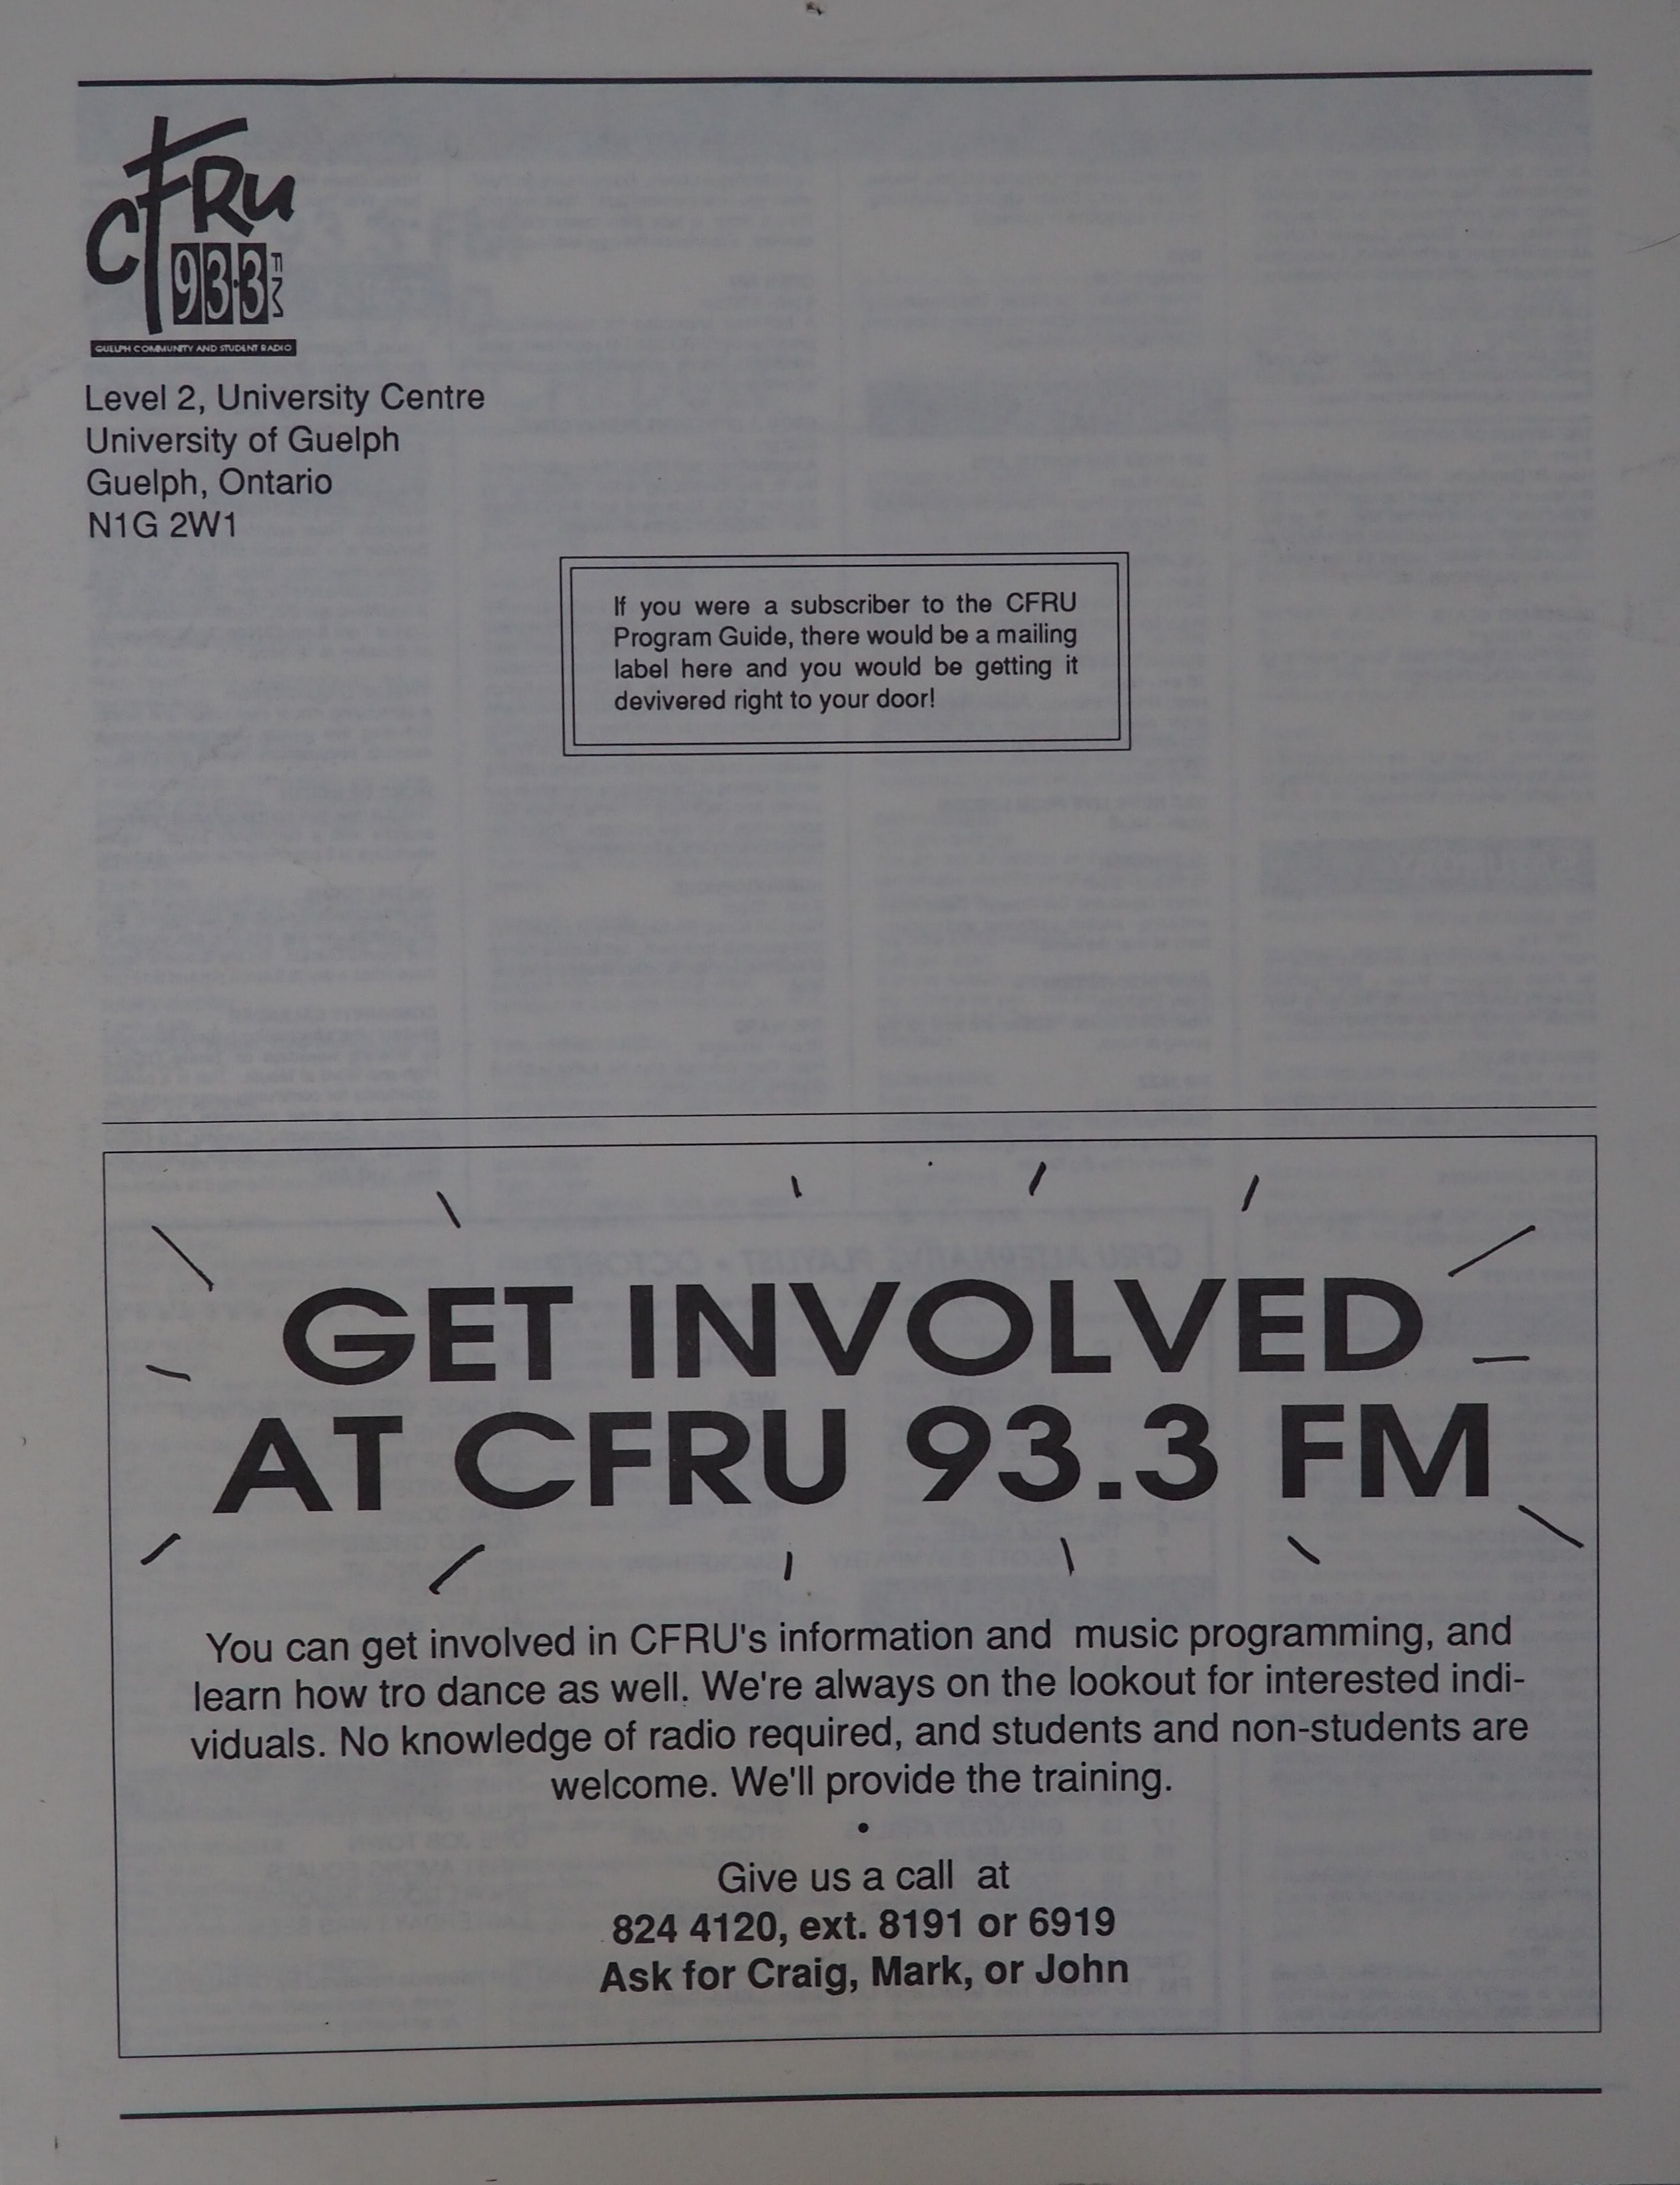 CFRU
93.3 FM
GUELPH COMMUNITY AND STUDENT RADIO
Level 2, University Centre
University of Guelph
Guelph, Ontario
N1G 2W1
If you were a subscriber to the CFRU
Program Guide, there would be a mailing
label here and you would be getting it
devivered right to your door!
GET INVOLVED
AT CFRU 93.3 FM
You can get involved in CFRU's information and music programming, and
learn how tro dance as well. We're always on the lookout for interested indi-
viduals. No knowledge of radio required, and students and non-students are
welcome. We'll provide the training.
•
Give us a call at
824 4120, ext. 8191 or 6919
Ask for Craig, Mark, or John